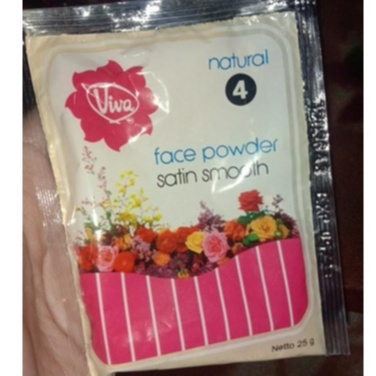 natural
4
Viva
face powder
satin smooth
Netto 25 g